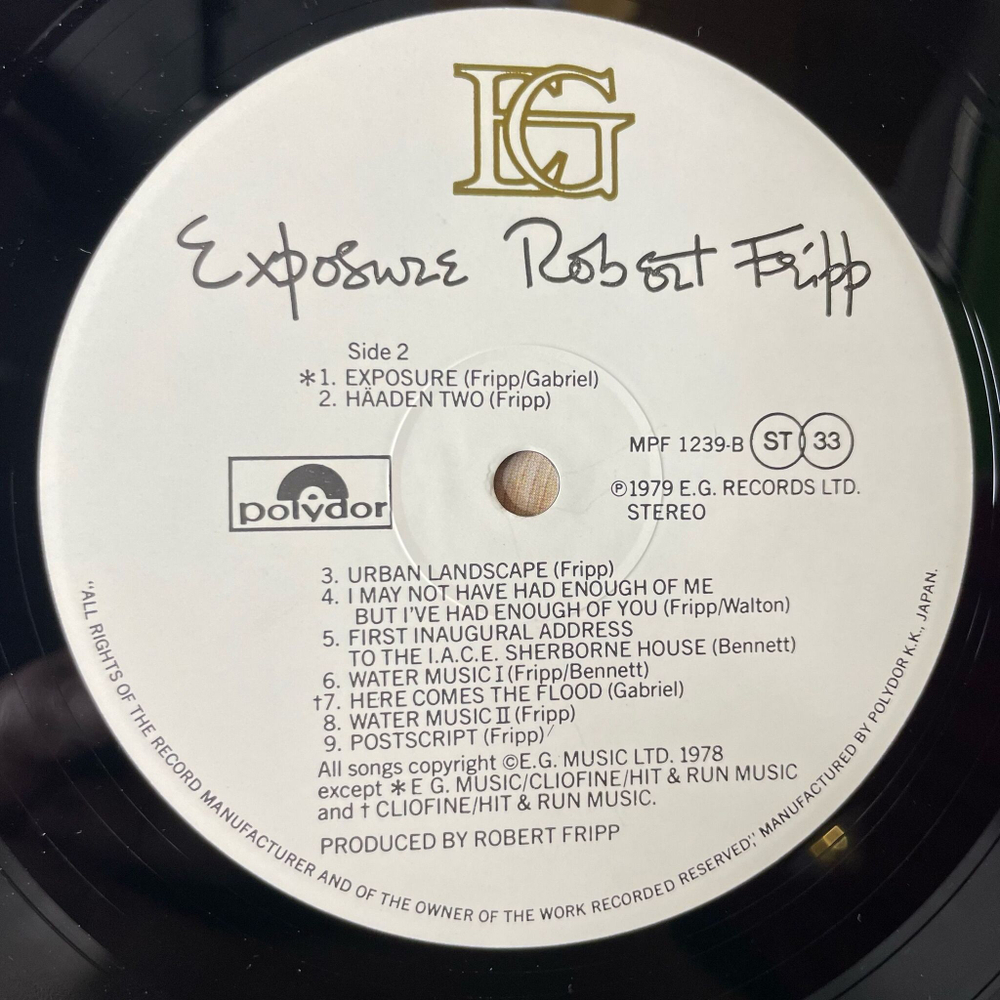 EG
Exposure Robert Fripp
Side 2
*1. EXPOSURE (Fripp/Gabriel)
2. HÄADEN TWO (Fripp)
MPF 1239-B ST 33
polydor
℗1979 E.G. RECORDS LTD.
STEREO
3. URBAN LANDSCAPE (Fripp)
4. I MAY NOT HAVE HAD ENOUGH OF ME
BUT I'VE HAD ENOUGH OF YOU (Fripp/Walton)
5. FIRST INAUGURAL ADDRESS
TO THE I.A.C.E. SHERBORNE HOUSE (Bennett)
6. WATER MUSIC I (Fripp/Bennett)
†7. HERE COMES THE FLOOD (Gabriel)
8. WATER MUSIC II (Fripp)
9. POSTSCRIPT (Fripp)
All songs copyright ©E.G. MUSIC LTD. 1978
except *E G. MUSIC/CLIOFINE/HIT & RUN MUSIC
and † CLIOFINE/HIT & RUN MUSIC.
PRODUCED BY ROBERT FRIPP
"ALL RIGHTS OF THE RECORD MANUFACTURER AND OF THE OWNER OF THE WORK RECORDED RESERVED," MANUFACTURED BY POLYDOR K.K., JAPAN.